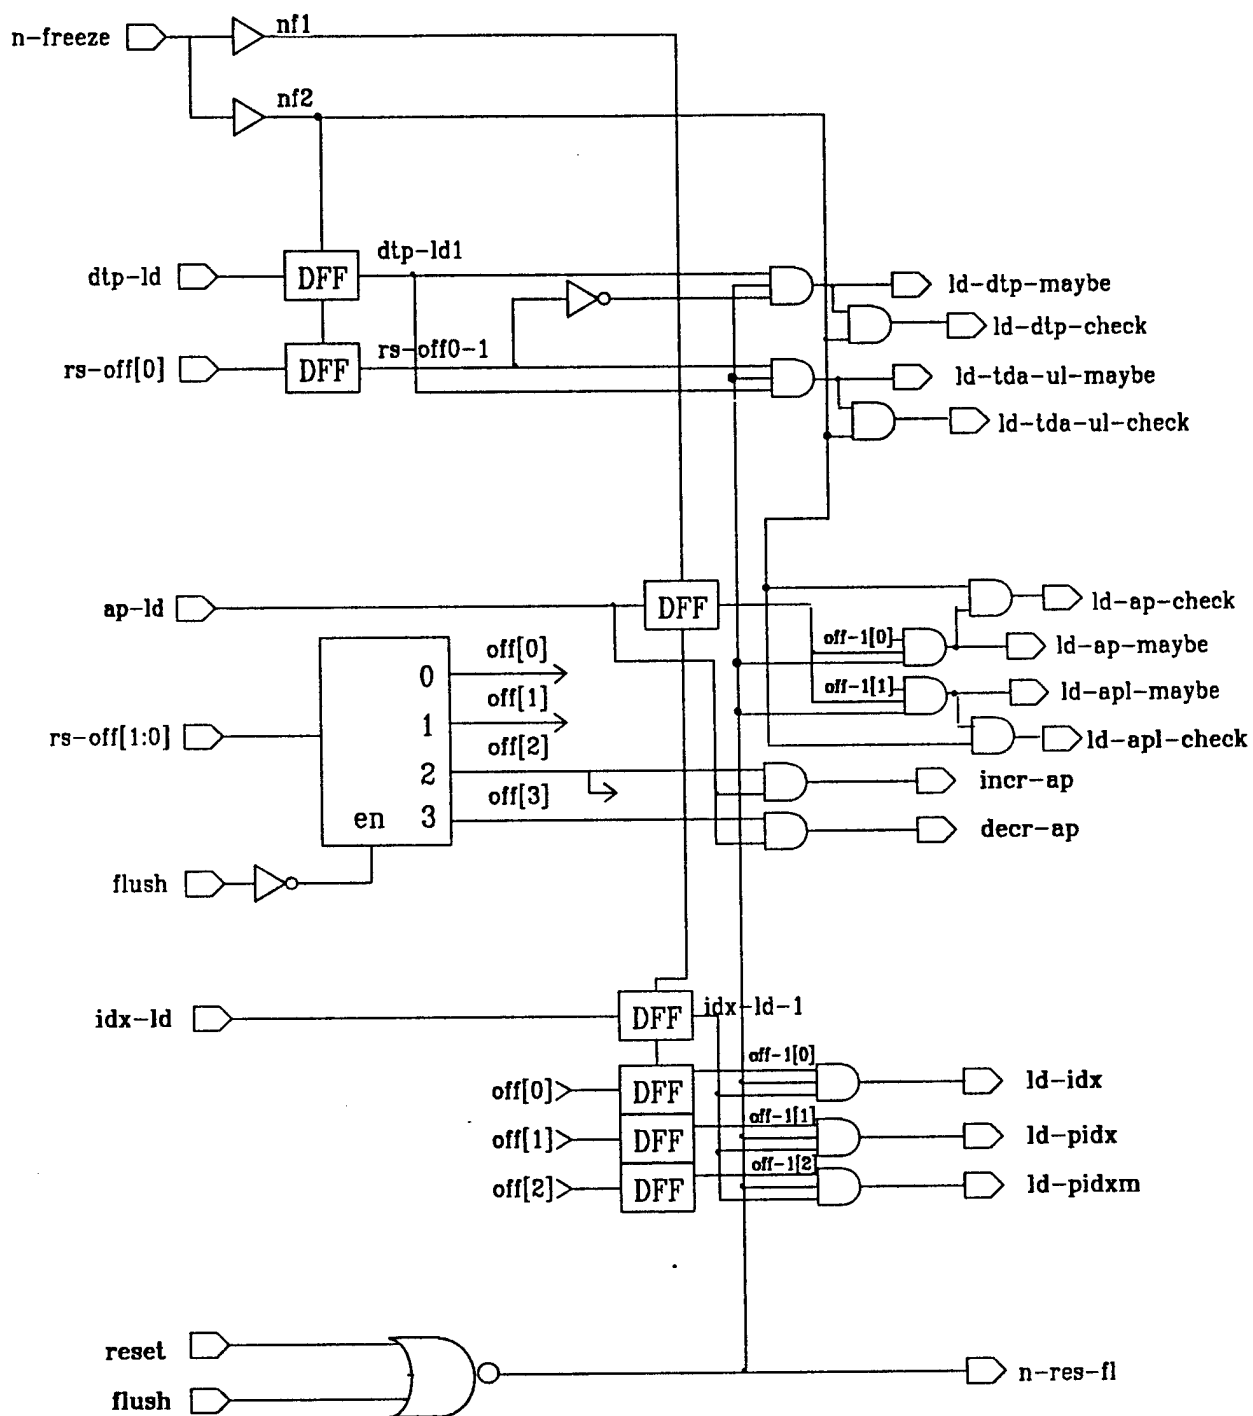 n-freeze
nf1
nf2
dtp-ld
DFF
dtp-ld1
ld-dtp-maybe
ld-dtp-check
rs-off[0]
DFF
rs-off0-1
ld-tda-ul-maybe
ld-tda-ul-check
ap-ld
DFF
ld-ap-check
off-1[0]
ld-ap-maybe
off-1[1]
ld-apl-maybe
ld-apl-check
rs-off[1:0]
0
off[0]
1
off[1]
2
off[2]
en
3
off[3]
incr-ap
decr-ap
flush
idx-ld
DFF
idx-ld-1
off[0]
DFF
off-1[0]
ld-idx
off[1]
DFF
off-1[1]
ld-pidx
off[2]
DFF
off-1[2]
ld-pidxm
reset
flush
n-res-fl